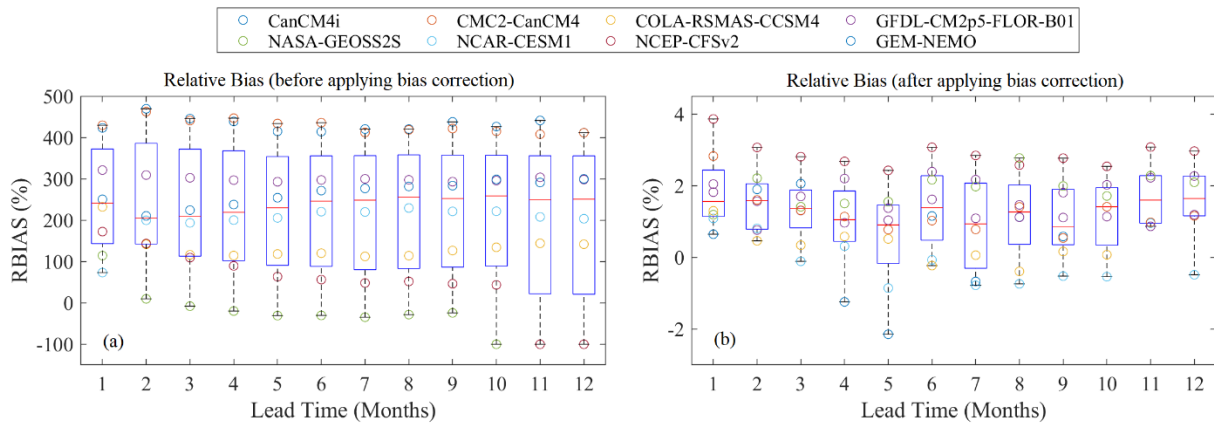 CanCM4i CMC2-CanCM4 COLA-RSMAS-CCSM4 GFDL-CM2p5-FLOR-B01
NASA-GEOSS2S NCAR-CESM1 NCEP-CFSv2 GEM-NEMO
Relative Bias (before applying bias correction)
500
400
300
200
100
0
-100
RBIAS (%)
(a)
1 2 3 4 5 6 7 8 9 10 11 12
Lead Time (Months)
Relative Bias (after applying bias correction)
4
2
0
-2
RBIAS (%)
(b)
1 2 3 4 5 6 7 8 9 10 11 12
Lead Time (Months)